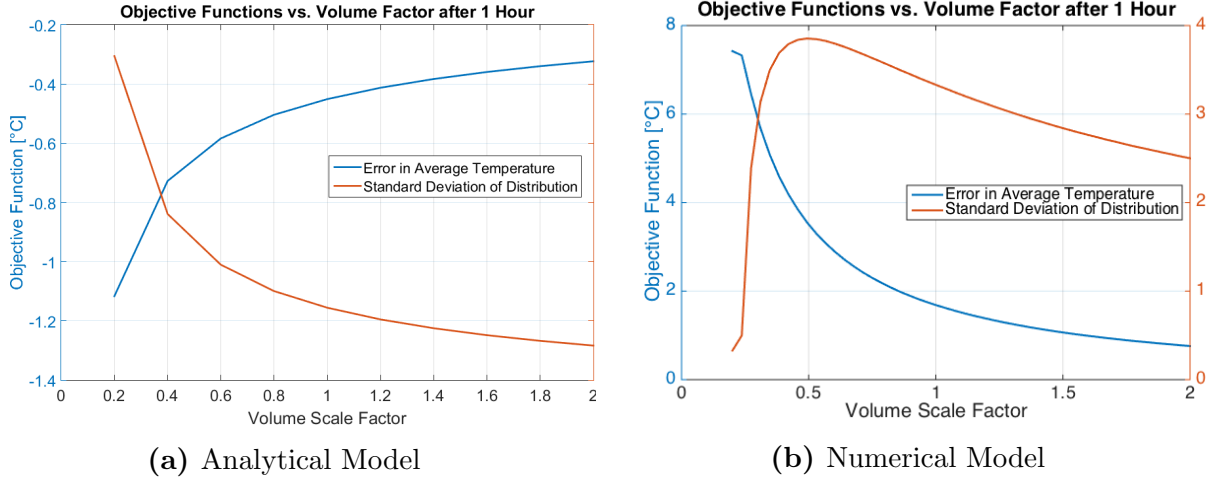 Objective Functions vs. Volume Factor after 1 Hour
Objective Function [°C]
-0.2
-0.4
-0.6
-0.8
-1
-1.2
-1.4
Error in Average Temperature
Standard Deviation of Distribution
0 0.2 0.4 0.6 0.8 1 1.2 1.4 1.6 1.8 2
Volume Scale Factor
(a) Analytical Model
Objective Functions vs. Volume Factor after 1 Hour
Objective Function [°C]
8
6
4
2
0
Error in Average Temperature
Standard Deviation of Distribution
4
3
2
1
0
0 0.5 1 1.5 2
Volume Scale Factor
(b) Numerical Model